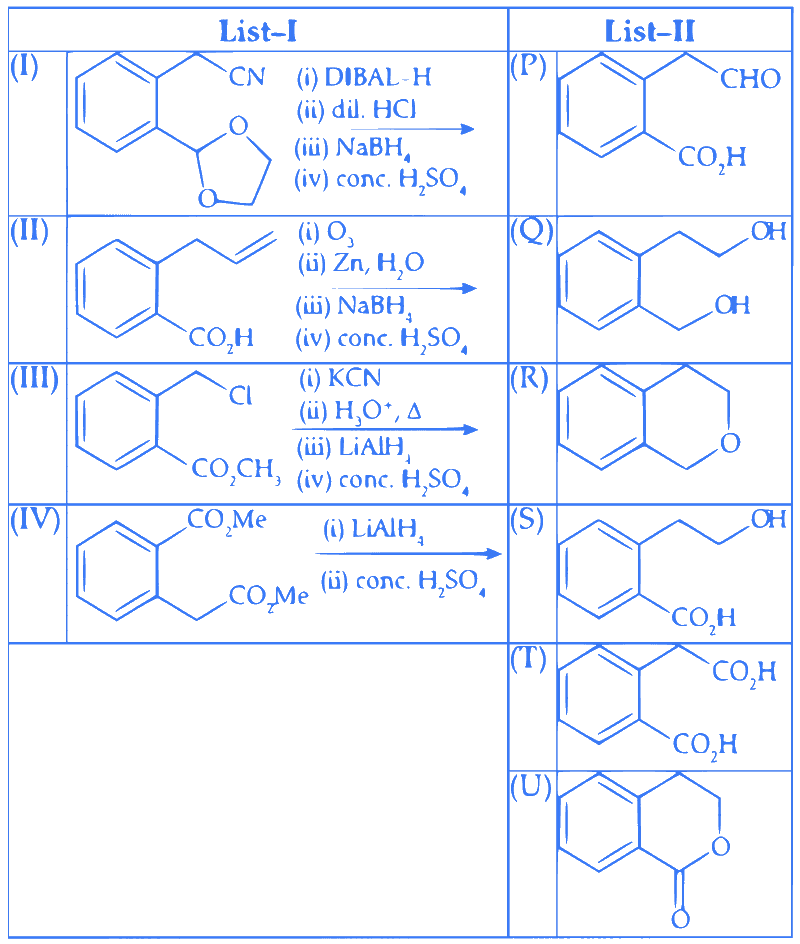 List–I List–II
(I) CN O O (i) DIBAL-H (ii) dil. HCl (iii) NaBH₄ (iv) conc. H₂SO₄
(P) CHO CO₂H
(II) CO₂H (i) O₃ (ii) Zn, H₂O (iii) NaBH₄ (iv) conc. H₂SO₄
(Q) OH OH
(III) Cl CO₂CH₃ (i) KCN (ii) H₃O⁺, Δ (iii) LiAlH₄ (iv) conc. H₂SO₄
(R) O
(IV) CO₂Me CO₂Me (i) LiAlH₄ (ii) conc. H₂SO₄
(S) OH CO₂H
(T) CO₂H CO₂H
(U) O O